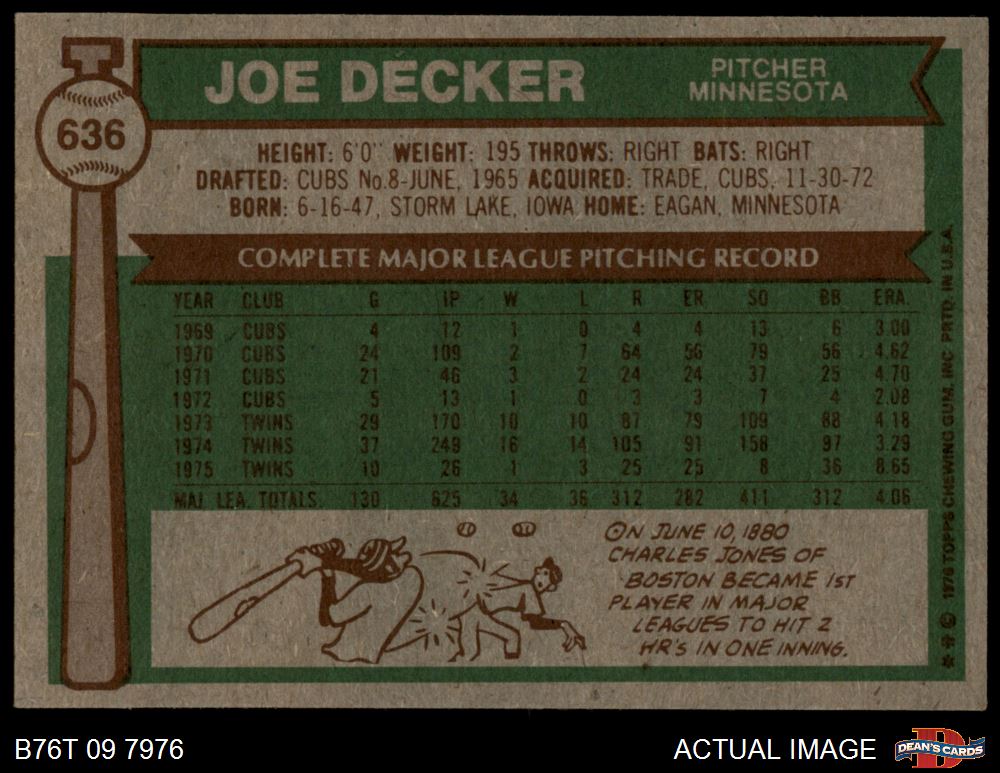 JOE DECKER
PITCHER
MINNESOTA
636
HEIGHT: 6'0" WEIGHT: 195 THROWS: RIGHT BATS: RIGHT
DRAFTED: CUBS No.8-JUNE, 1965 ACQUIRED: TRADE, CUBS, 11-30-72
BORN: 6-16-47, STORM LAKE, IOWA HOME: EAGAN, MINNESOTA
COMPLETE MAJOR LEAGUE PITCHING RECORD
YEAR CLUB G IP W L R ER SO BB ERA.
1969 CUBS 4 12 1 0 4 4 13 6 3.00
1970 CUBS 24 109 2 7 64 56 79 56 4.62
1971 CUBS 21 46 3 2 24 24 37 25 4.70
1972 CUBS 5 13 1 0 3 3 7 4 2.08
1973 TWINS 29 170 10 10 87 79 109 88 4.18
1974 TWINS 37 249 16 14 105 91 158 97 3.29
1975 TWINS 10 26 1 3 25 25 8 36 8.65
MAJ. LEA. TOTALS 130 625 34 36 312 282 411 312 4.06
ON JUNE 10, 1880
CHARLES JONES OF
BOSTON BECAME 1ST
PLAYER IN MAJOR
LEAGUES TO HIT 2
HR'S IN ONE INNING.
** © 1976 TOPPS CHEWING GUM, INC. PRTD. IN U.S.A.
B76T 09 7976
ACTUAL IMAGE
D
DEAN'S CARDS